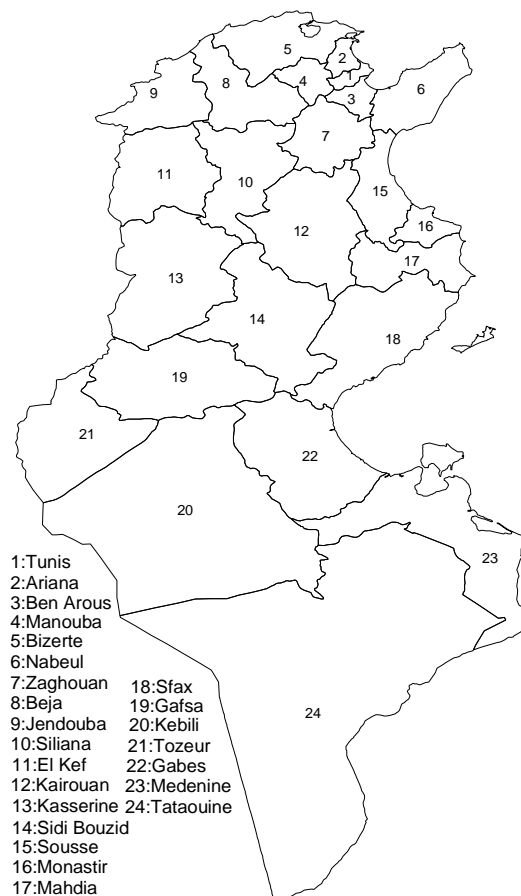 5
2
1
4
3
6
9
8
7
11
10
15
12
16
17
13
14
18
19
21
22
20
23
24
1:Tunis
2:Ariana
3:Ben Arous
4:Manouba
5:Bizerte
6:Nabeul
7:Zaghouan
8:Beja
9:Jendouba
10:Siliana
11:El Kef
12:Kairouan
13:Kasserine
14:Sidi Bouzid
15:Sousse
16:Monastir
17:Mahdia
18:Sfax
19:Gafsa
20:Kebili
21:Tozeur
22:Gabes
23:Medenine
24:Tataouine